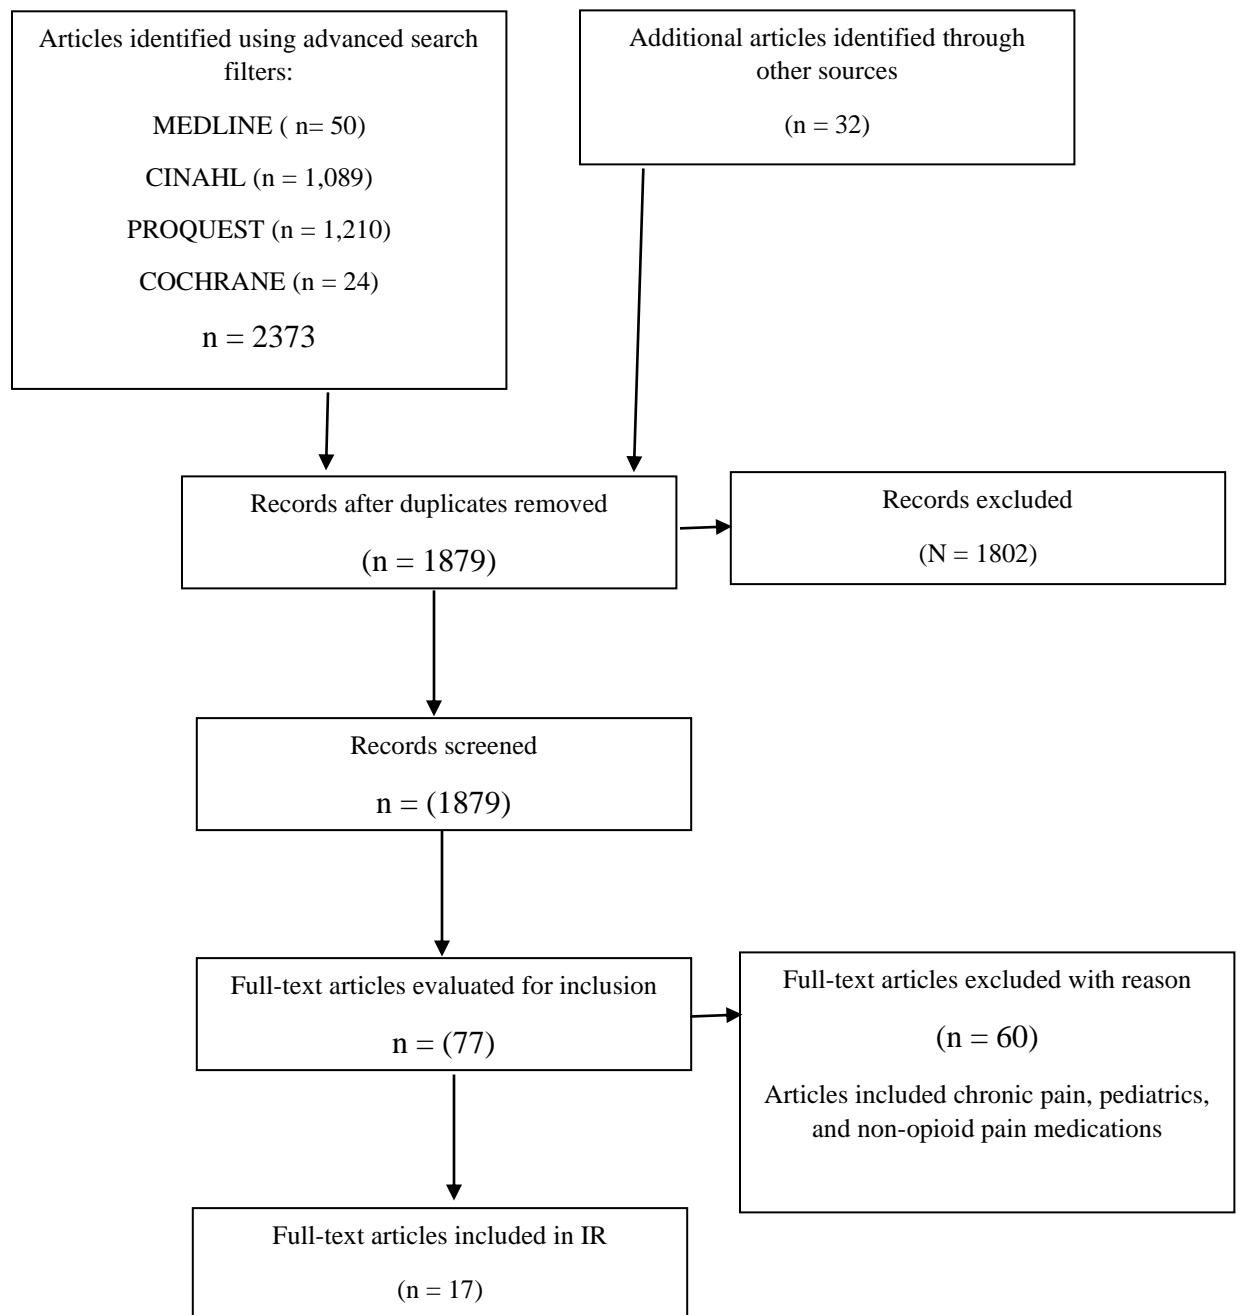 Articles identified using advanced search
filters:
MEDLINE ( n= 50)
CINAHL (n = 1,089)
PROQUEST (n = 1,210)
COCHRANE (n = 24)
n = 2373
Additional articles identified through
other sources
(n = 32)
Records after duplicates removed
(n = 1879)
Records excluded
(N = 1802)
Records screened
n = (1879)
Full-text articles evaluated for inclusion
n = (77)
Full-text articles excluded with reason
(n = 60)
Articles included chronic pain, pediatrics,
and non-opioid pain medications
Full-text articles included in IR
(n = 17)